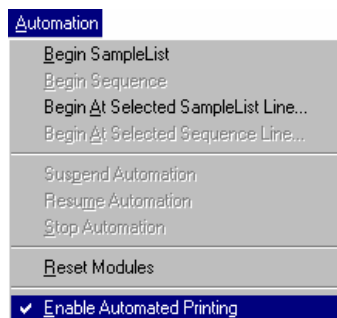 Automation
Begin SampleList
Begin Sequence
Begin At Selected SampleList Line...
Begin At Selected Sequence Line...
Suspend Automation
Resume Automation
Stop Automation
Reset Modules
✔ Enable Automated Printing